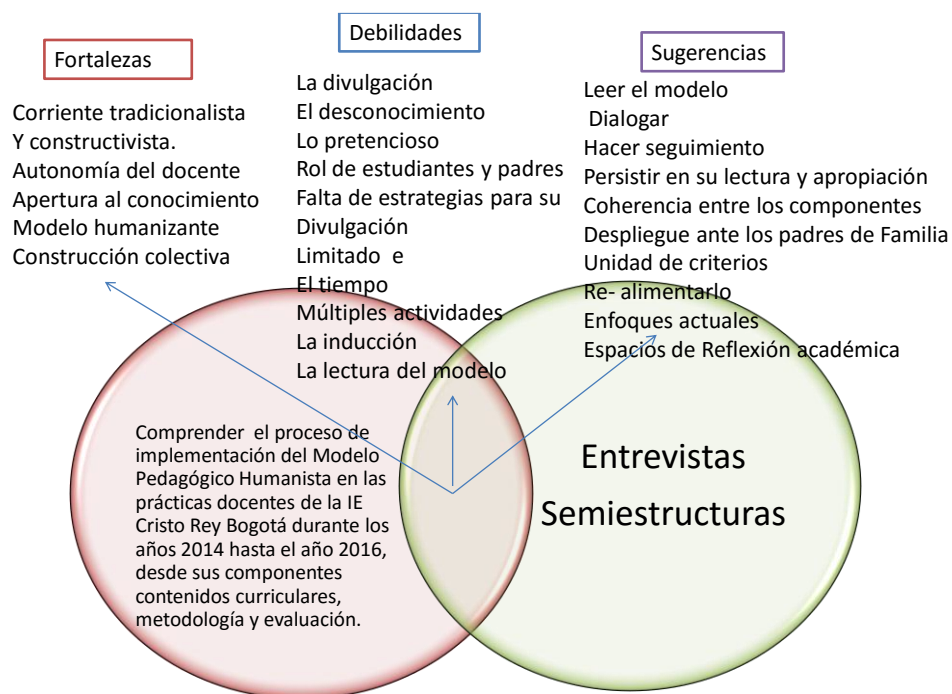 Fortalezas
Corriente tradicionalista
Y constructivista.
Autonomía del docente
Apertura al conocimiento
Modelo humanizante
Construcción colectiva
Debilidades
La divulgación
El desconocimiento
Lo pretencioso
Rol de estudiantes y padres
Falta de estrategias para su
Divulgación
Limitado e
El tiempo
Múltiples actividades
La inducción
La lectura del modelo
Sugerencias
Leer el modelo
Dialogar
Hacer seguimiento
Persistir en su lectura y apropiación
Coherencia entre los componentes
Despliegue ante los padres de Familia
Unidad de criterios
Re- alimentarlo
Enfoques actuales
Espacios de Reflexión académica
Comprender el proceso de
implementación del Modelo
Pedagógico Humanista en las
prácticas docentes de la IE
Cristo Rey Bogotá durante los
años 2014 hasta el año 2016,
desde sus componentes
contenidos curriculares,
metodología y evaluación.
Entrevistas
Semiestructuras